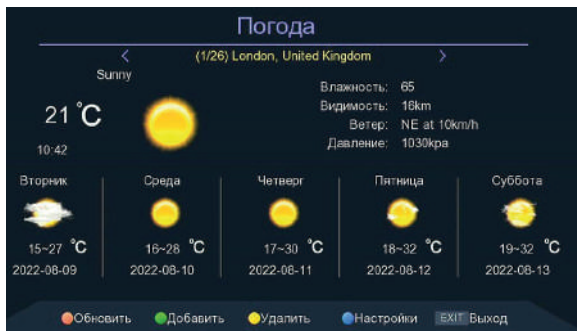 Погода
(1/26) London, United Kingdom
Sunny
21 °C
10:42
Влажность: 65
Видимость: 16km
Ветер: NE at 10km/h
Давление: 1030kpa
Вторник Среда Четверг Пятница Суббота
15~27 °C 16~28 °C 17~30 °C 18~32 °C 19~32 °C
2022-08-09 2022-08-10 2022-08-11 2022-08-12 2022-08-13
Обновить Добавить Удалить Настройки EXIT Выход